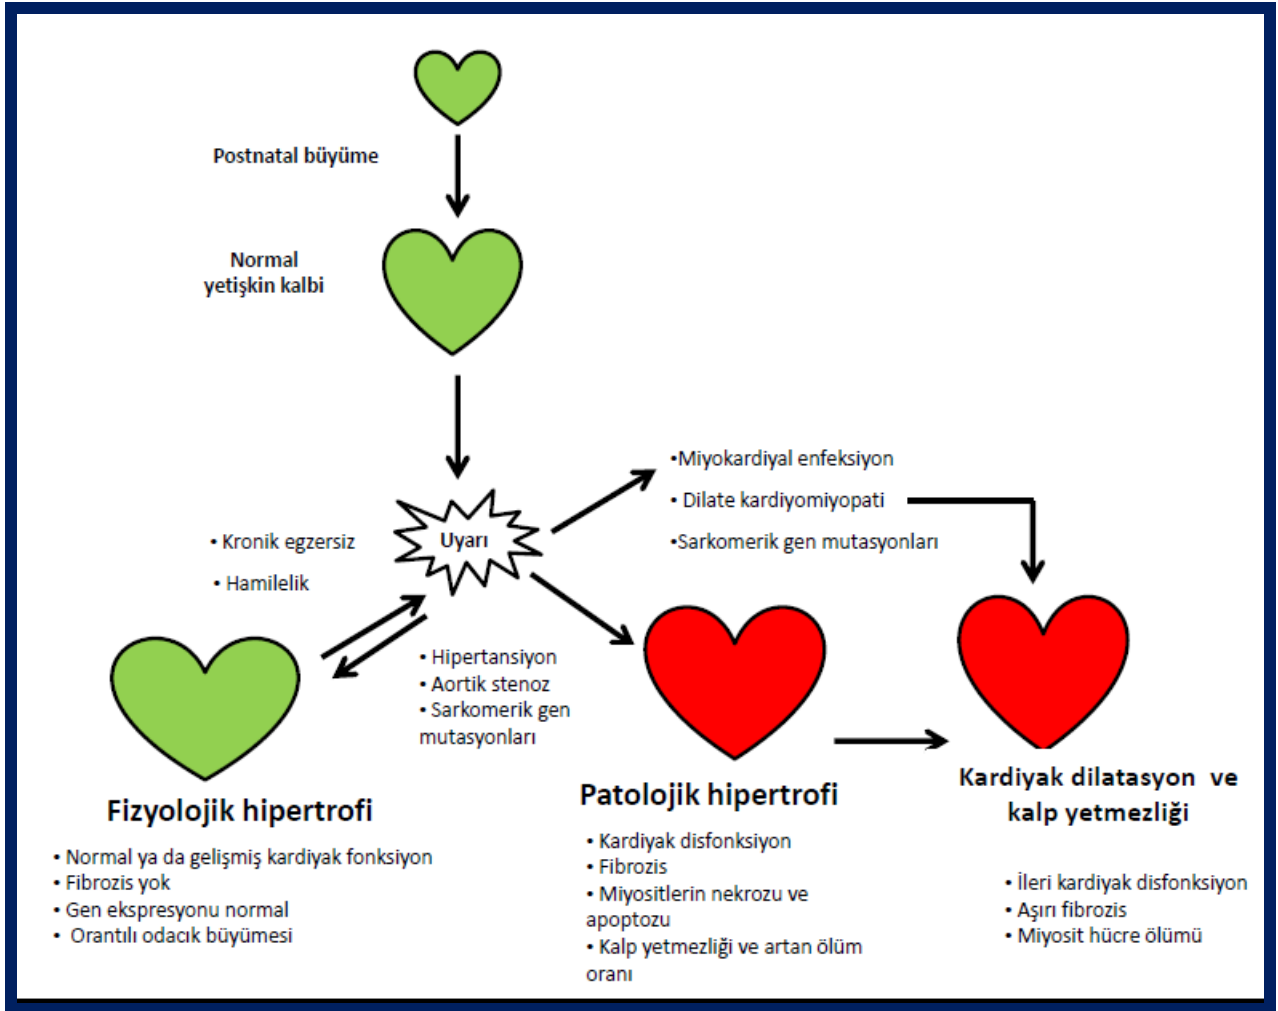 Postnatal büyüme
Normal
yetişkin kalbi
Uyarı
• Kronik egzersiz
• Hamilelik
•Miyokardiyal enfeksiyon
• Dilate kardiyomiyopati
•Sarkomerik gen mutasyonları
• Hipertansiyon
• Aortik stenoz
• Sarkomerik gen
mutasyonları
Fizyolojik hipertrofi
• Normal ya da gelişmiş kardiyak fonksiyon
• Fibrozis yok
• Gen ekspresyonu normal
• Orantılı odacık büyümesi
Patolojik hipertrofi
• Kardiyak disfonksiyon
• Fibrozis
• Miyositlerin nekrozu ve
apoptozu
• Kalp yetmezliği ve artan ölüm
oranı
Kardiyak dilatasyon ve
kalp yetmezliği
• İleri kardiyak disfonksiyon
• Aşırı fibrozis
• Miyosit hücre ölümü